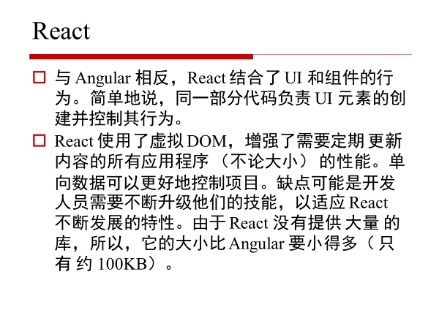 React
与 Angular 相反，React 结合了 UI 和组件的行
为。简单地说，同一部分代码负责 UI 元素的创
建并控制其行为。
React 使用了虚拟 DOM，增强了需要定期 更新
内容的所有应用程序 （不论大小） 的性能。单
向数据可以更好地控制项目。缺点可能是开发
人员需要不断升级他们的技能，以适应 React
不断发展的特性。由于 React 没有提供 大量 的
库，所以，它的大小比 Angular 要小得多（ 只
有 约 100KB）。